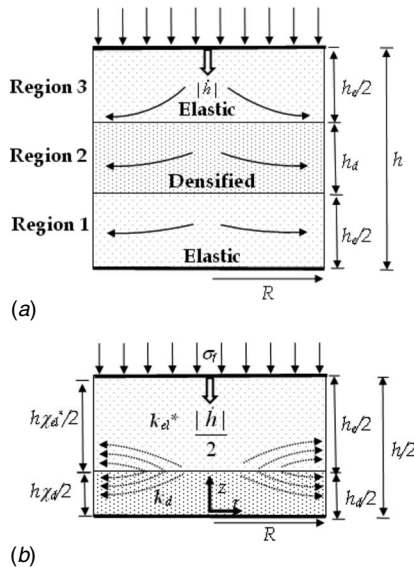 Region 3
|ḣ|
Elastic
h_e/2
Region 2
Densified
h_d
h
Region 1
Elastic
h_e/2
R
(a)
σ_f
hχ_el*/2
k_el*
|ḣ|
2
h_e/2
h/2
hχ_d/2
k_d
z
r
h_d/2
R
(b)